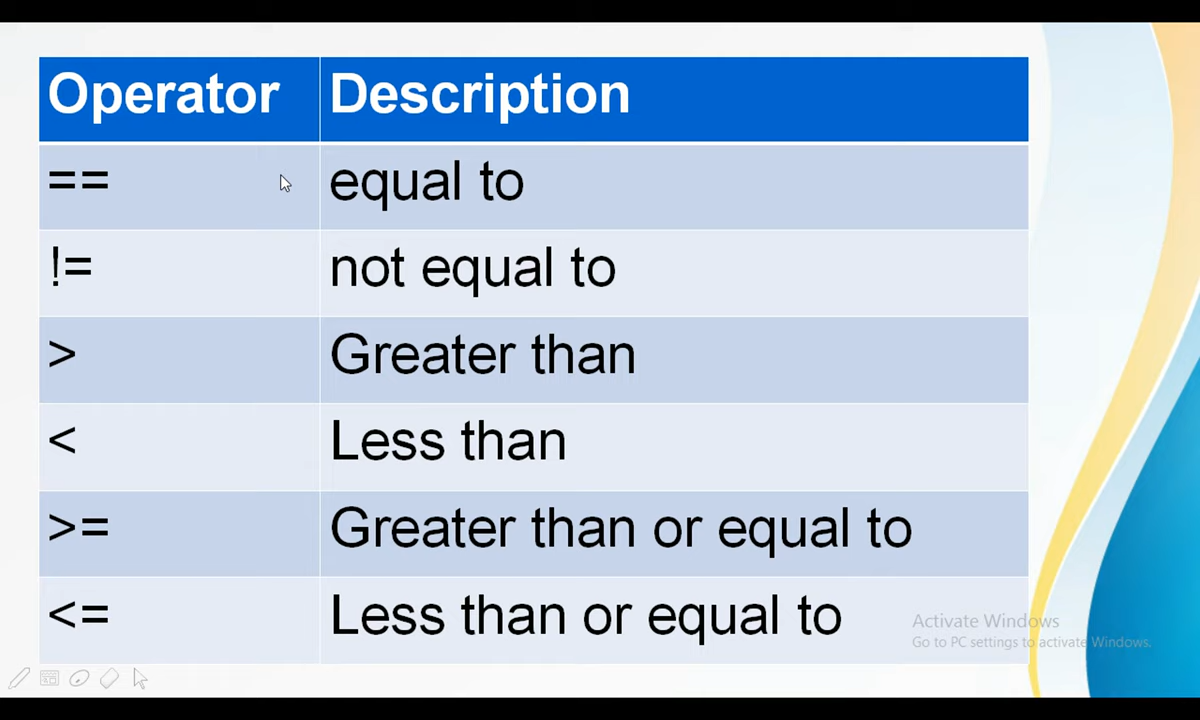 Operator Description
== equal to
!= not equal to
> Greater than
< Less than
>= Greater than or equal to
<= Less than or equal to
Activate Windows
Go to PC settings to activate Windows.